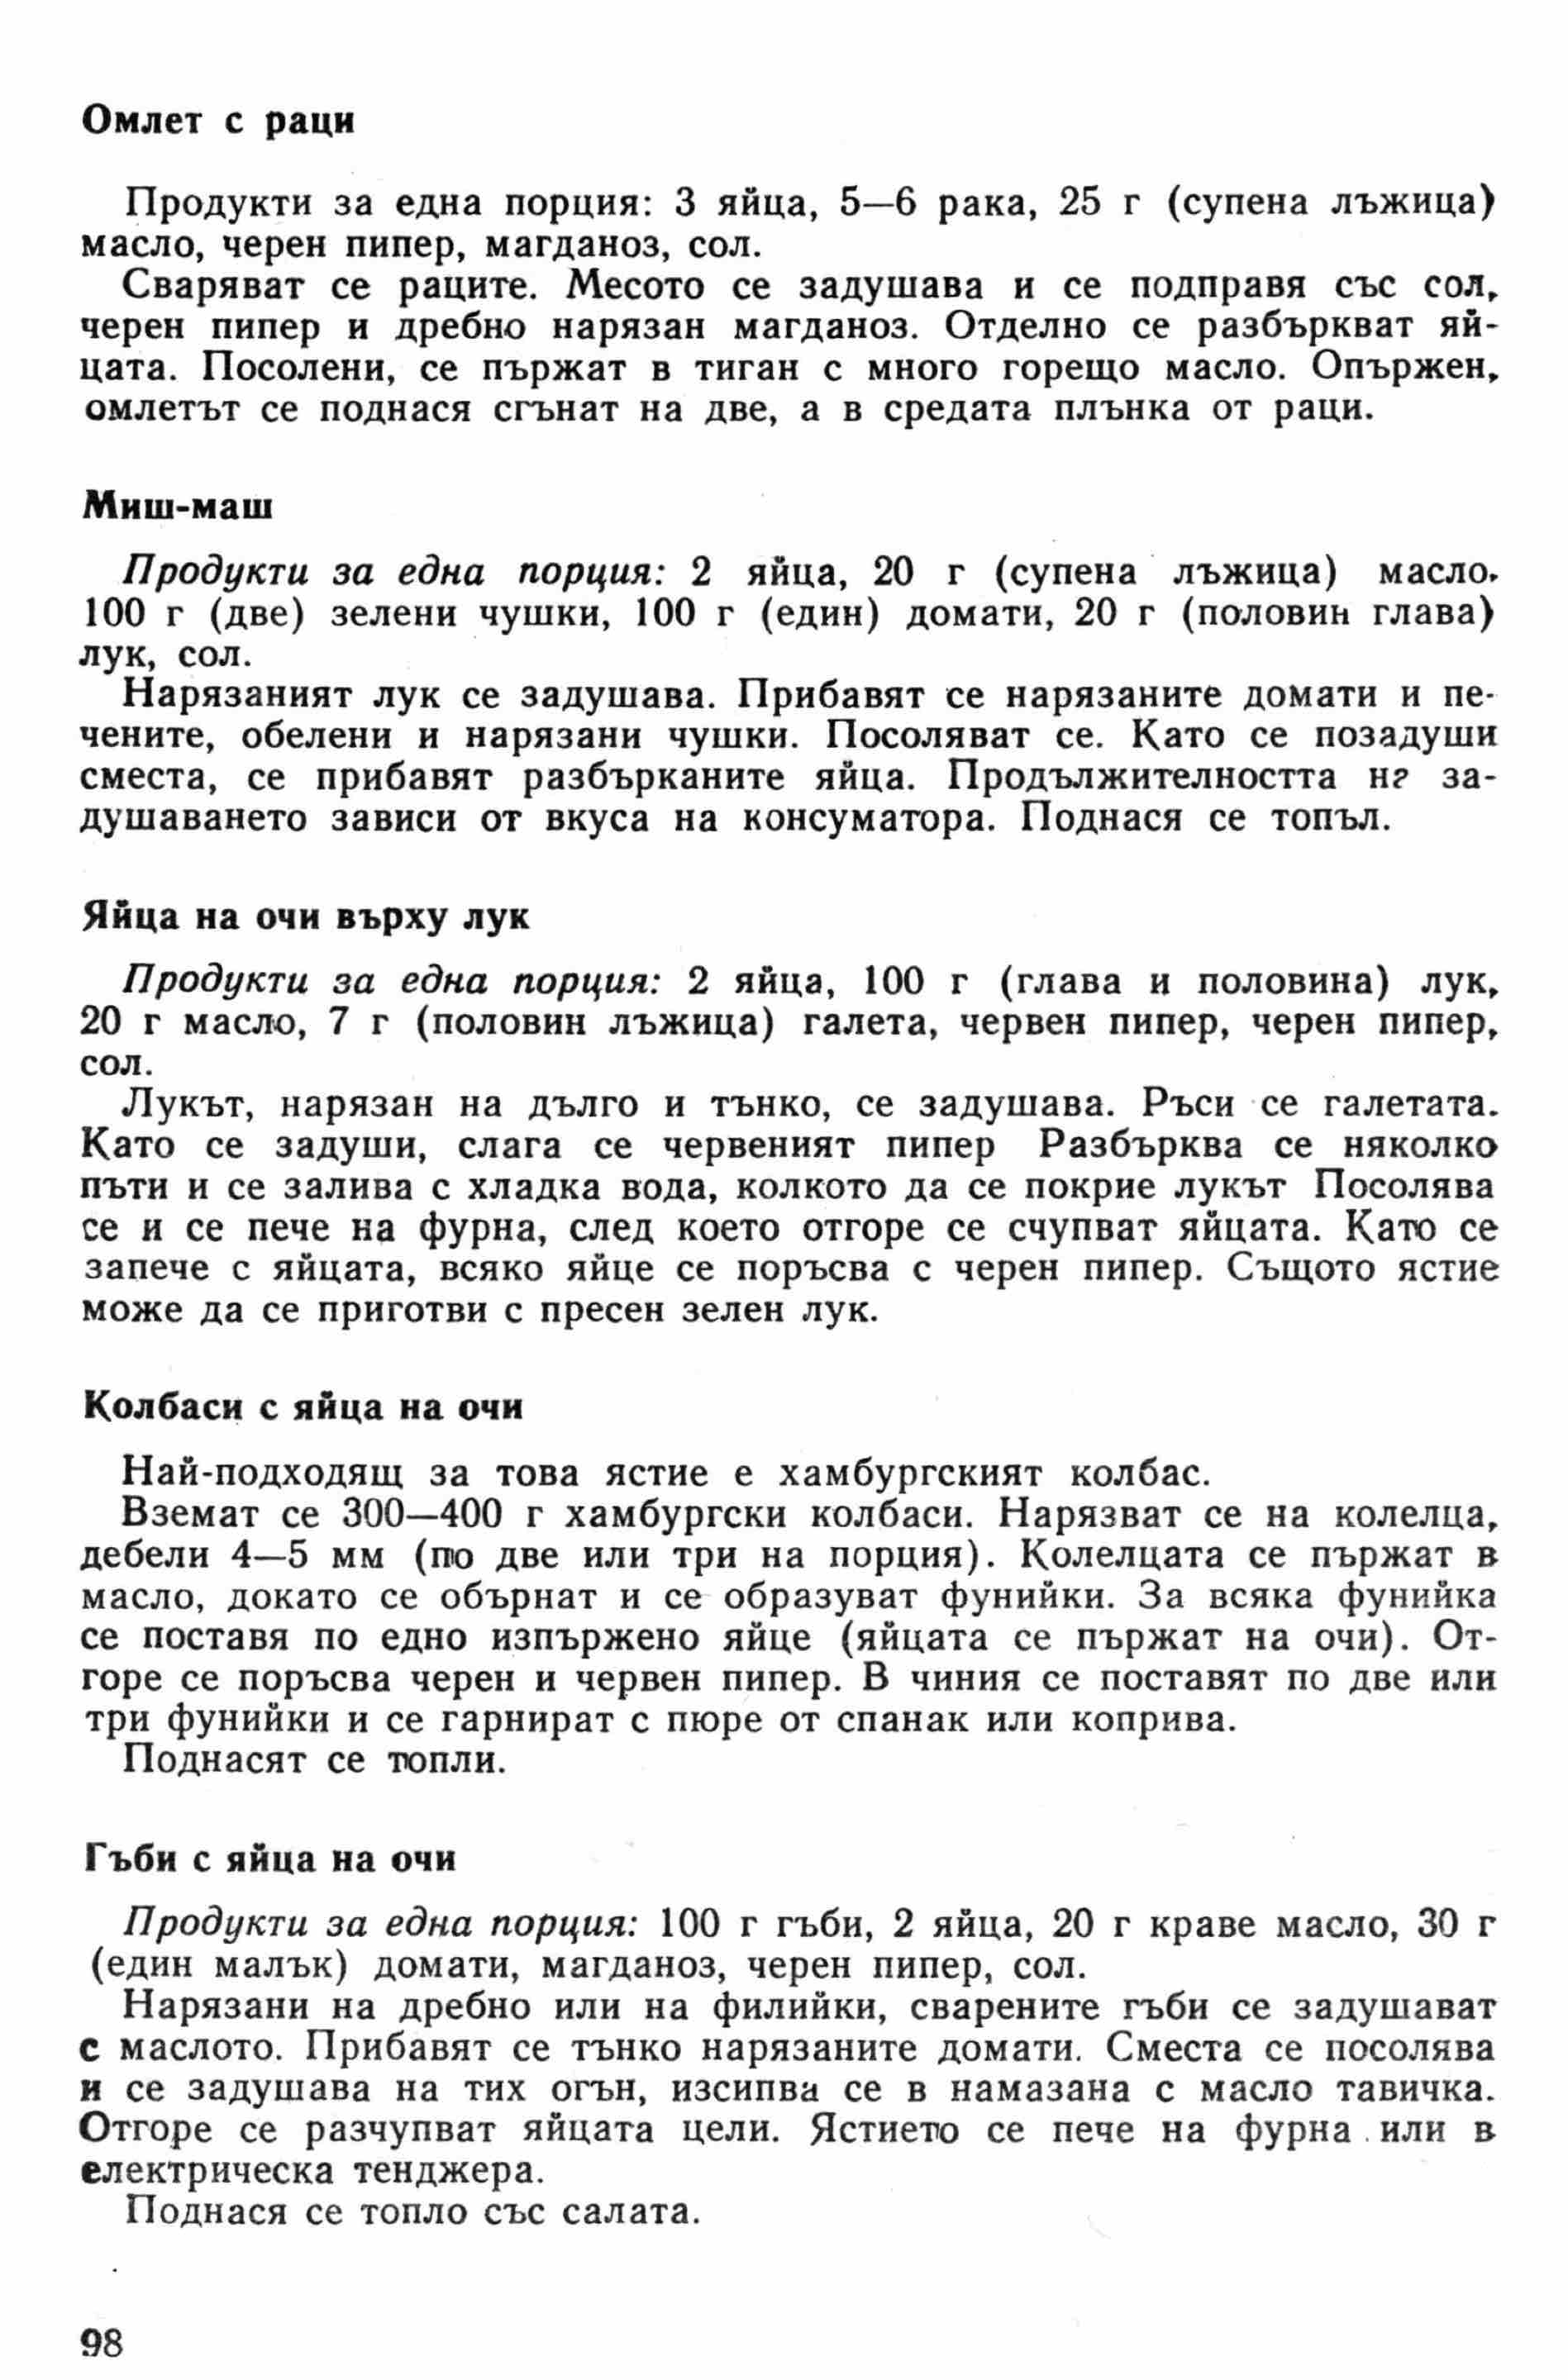 Омлет с раци
Продукти за една порция: 3 яйца, 5—6 рака, 25 г (супена лъжица)
масло, черен пипер, магданоз, сол.
Сваряват се раците. Месото се задушава и се подправя със сол,
черен пипер и дребно нарязан магданоз. Отделно се разбъркват яй-
цата. Посолени, се пържат в тиган с много горещо масло. Опържен,
омлетът се поднася сгънат на две, а в средата плънка от раци.
Миш-маш
Продукти за една порция: 2 яйца, 20 г (супена лъжица) масло,
100 г (две) зелени чушки, 100 г (един) домати, 20 г (половин глава)
лук, сол.
Нарязаният лук се задушава. Прибавят се нарязаните домати и пе-
чените, обелени и нарязани чушки. Посоляват се. Като се позадуши
сместа, се прибавят разбърканите яйца. Продължителността на за-
душаването зависи от вкуса на консуматора. Поднася се топъл.
Яйца на очи върху лук
Продукти за една порция: 2 яйца, 100 г (глава и половина) лук,
20 г масло, 7 г (половин лъжица) галета, червен пипер, черен пипер,
сол.
Лукът, нарязан на дълго и тънко, се задушава. Ръси се галетата.
Като се задуши, слага се червеният пипер Разбърква се няколко
пъти и се залива с хладка вода, колкото да се покрие лукът Посолява
се и се пече на фурна, след което отгоре се счупват яйцата. Като се
запече с яйцата, всяко яйце се поръсва с черен пипер. Същото ястие
може да се приготви с пресен зелен лук.
Колбаси с яйца на очи
Най-подходящ за това ястие е хамбургският колбас.
Вземат се 300—400 г хамбургски колбаси. Нарязват се на колелца,
дебели 4—5 мм (по две или три на порция). Колелцата се пържат в
масло, докато се обърнат и се образуват фунийки. За всяка фунийка
се поставя по едно изпържено яйце (яйцата се пържат на очи). От-
горе се поръсва черен и червен пипер. В чиния се поставят по две или
три фунийки и се гарнират с пюре от спанак или коприва.
Поднасят се топли.
Гъби с яйца на очи
Продукти за една порция: 100 г гъби, 2 яйца, 20 г краве масло, 30 г
(един малък) домати, магданоз, черен пипер, сол.
Нарязани на дребно или на филийки, сварените гъби се задушават
с маслото. Прибавят се тънко нарязаните домати. Сместа се посолява
и се задушава на тих огън, изсипва се в намазана с масло тавичка.
Отгоре се разчупват яйцата цели. Ястието се пече на фурна или в
електрическа тенджера.
Поднася се топло със салата.
98